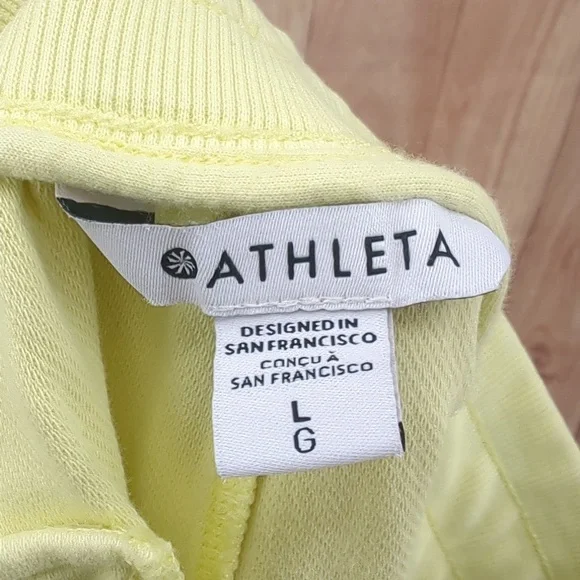 ATHLETA
DESIGNED IN
SAN FRANCISCO
CONÇU À
SAN FRANCISCO
L
G